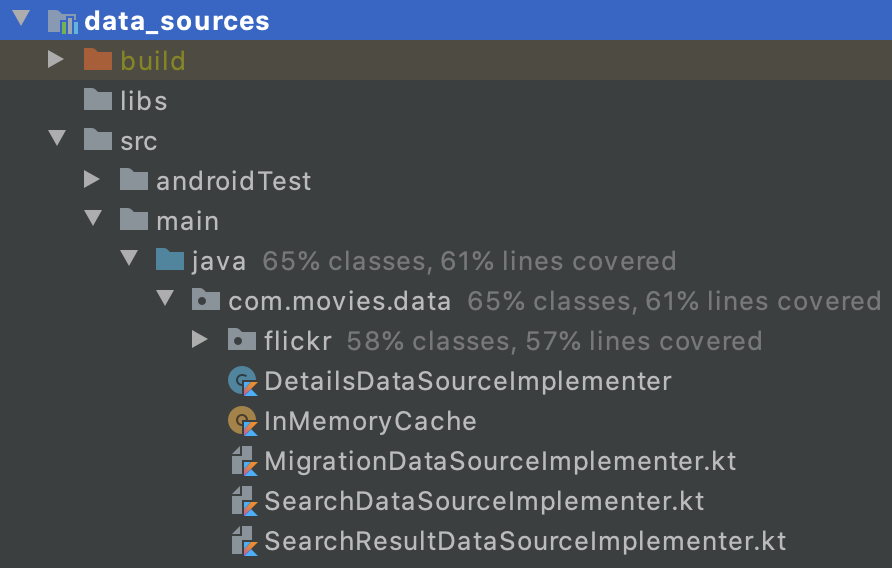 data_sources
build
libs
src
androidTest
main
java 65% classes, 61% lines covered
com.movies.data 65% classes, 61% lines covered
flickr 58% classes, 57% lines covered
DetailsDataSourceImplementer
InMemoryCache
MigrationDataSourceImplementer.kt
SearchDataSourceImplementer.kt
SearchResultDataSourceImplementer.kt